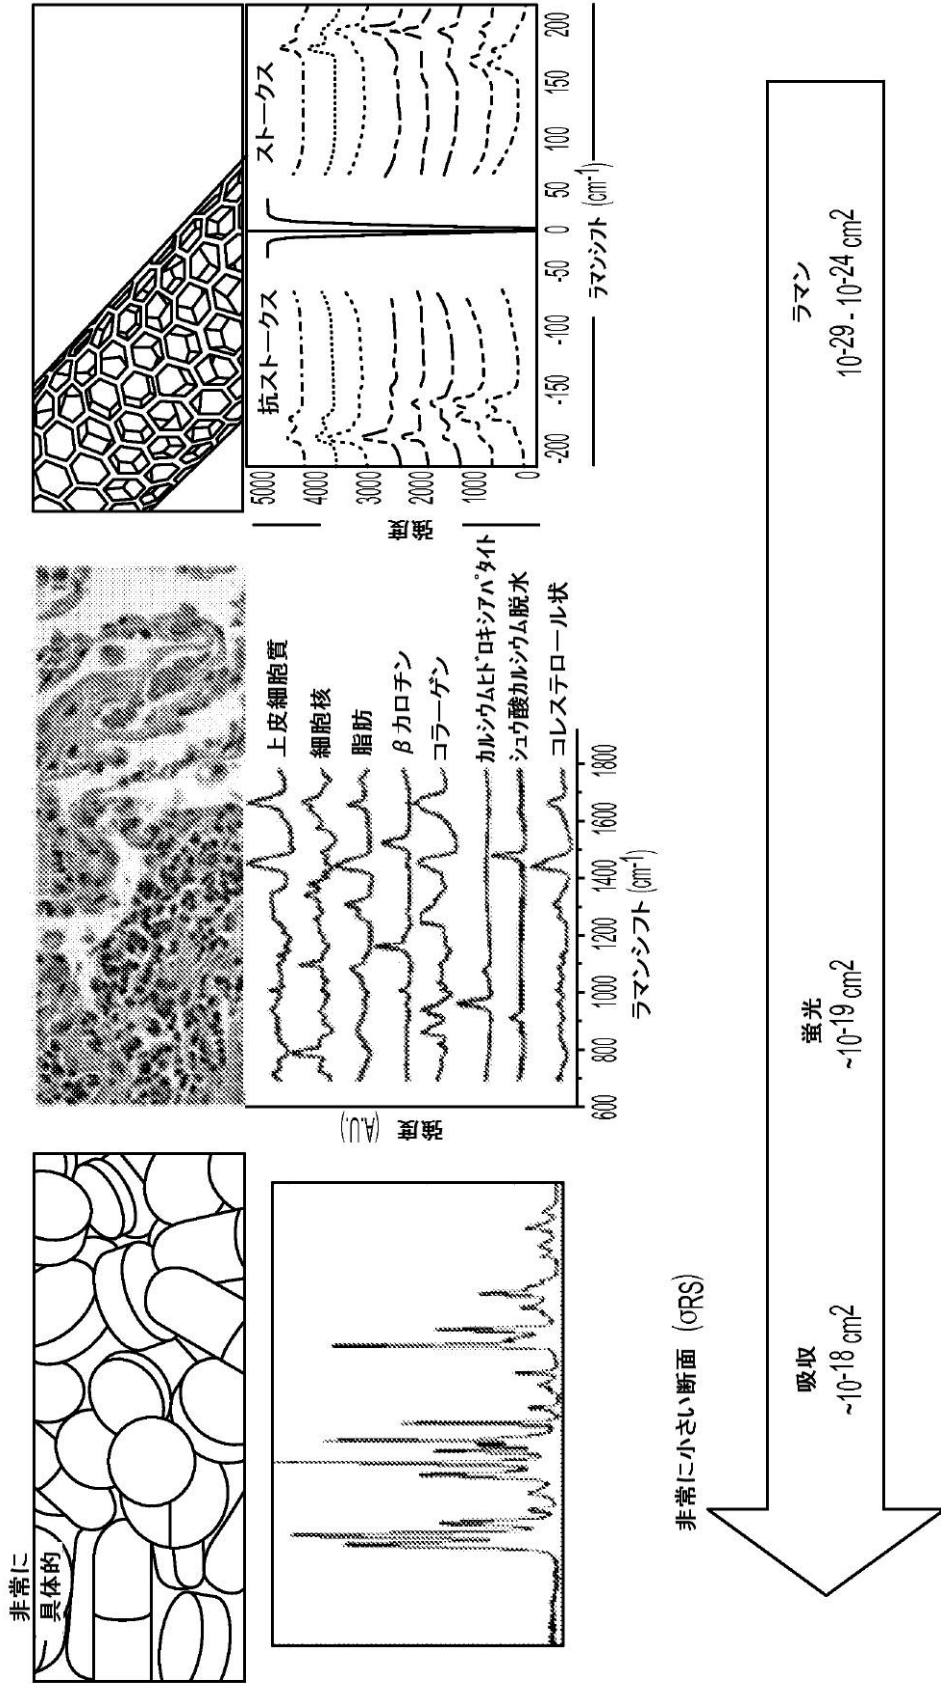 非常に
具体的
強度
(A.U.)
上皮細胞質
細胞核
脂肪
βカロチン
コラーゲン
カルシウムヒドロキシアパタイト
シュウ酸カルシウム脱水
コレステロール状
600 800 1000 1200 1400 1600 1800
ラマンシフト (cm-1)
強度
5000
4000
3000
2000
1000
0
抗ストークス
ストークス
-200 -150 -100 -50 0 50 100 150 200
ラマンシフト (cm-1)
非常に小さい断面 (σRS)
吸収
~10-18 cm2
蛍光
~10-19 cm2
ラマン
10-29 - 10-24 cm2